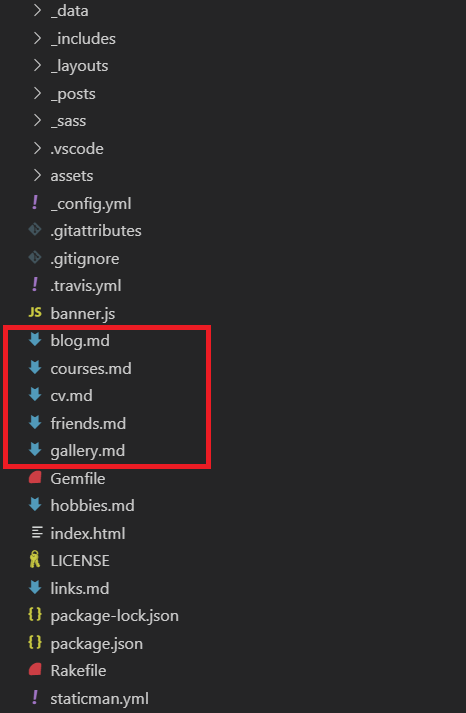 _data
_includes
_layouts
_posts
_sass
.vscode
assets
! _config.yml
.gitattributes
.gitignore
! .travis.yml
JS banner.js
blog.md
courses.md
cv.md
friends.md
gallery.md
Gemfile
hobbies.md
index.html
LICENSE
links.md
{} package-lock.json
{} package.json
Rakefile
! staticman.yml